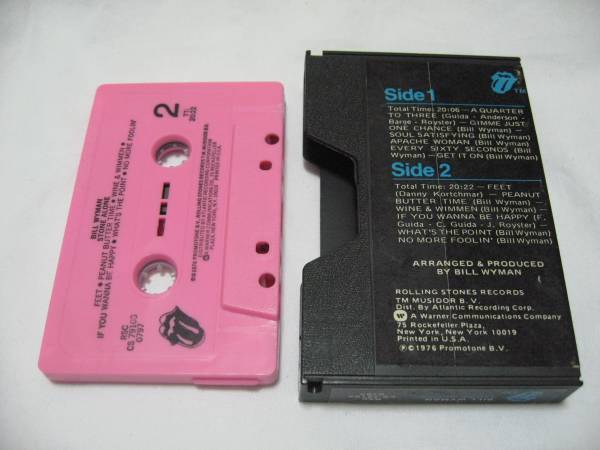 2
TT.
20:22
BILL WYMAN
STONE ALONE
FEET • PEANUT BUTTER TIME • WINE & WIMMEN •
IF YOU WANNA BE HAPPY • WHAT'S THE POINT • NO MORE FOOLIN'
RSC
CS 79103
0797
Side 1
TM
Total Time: 20:06 — A QUARTER
TO THREE (Guida - Anderson -
Barge - Royster) — GIMME JUST
ONE CHANCE (Bill Wyman) —
SOUL SATISFYING (Bill Wyman)
APACHE WOMAN (Bill Wyman)
EVERY SIXTY SECONDS (Bill
Wyman) — GET IT ON (Bill Wyman)
Side 2
Total Time: 20:22 — FEET
(Danny Kortchmar) — PEANUT
BUTTER TIME (Bill Wyman) —
WINE & WIMMEN (Bill Wyman) —
IF YOU WANNA BE HAPPY (F.
Guida - C. Guida - J. Royster) —
WHAT'S THE POINT (Bill Wyman)
NO MORE FOOLIN' (Bill Wyman)
ARRANGED & PRODUCED
BY BILL WYMAN
ROLLING STONES RECORDS
TM MUSIDOR B. V.
Dist. By Atlantic Recording Corp.
W A Warner Communications Company
75 Rockefeller Plaza,
New York, New York 10019
Printed in U.S.A.
℗©1976 Promotone B.V.